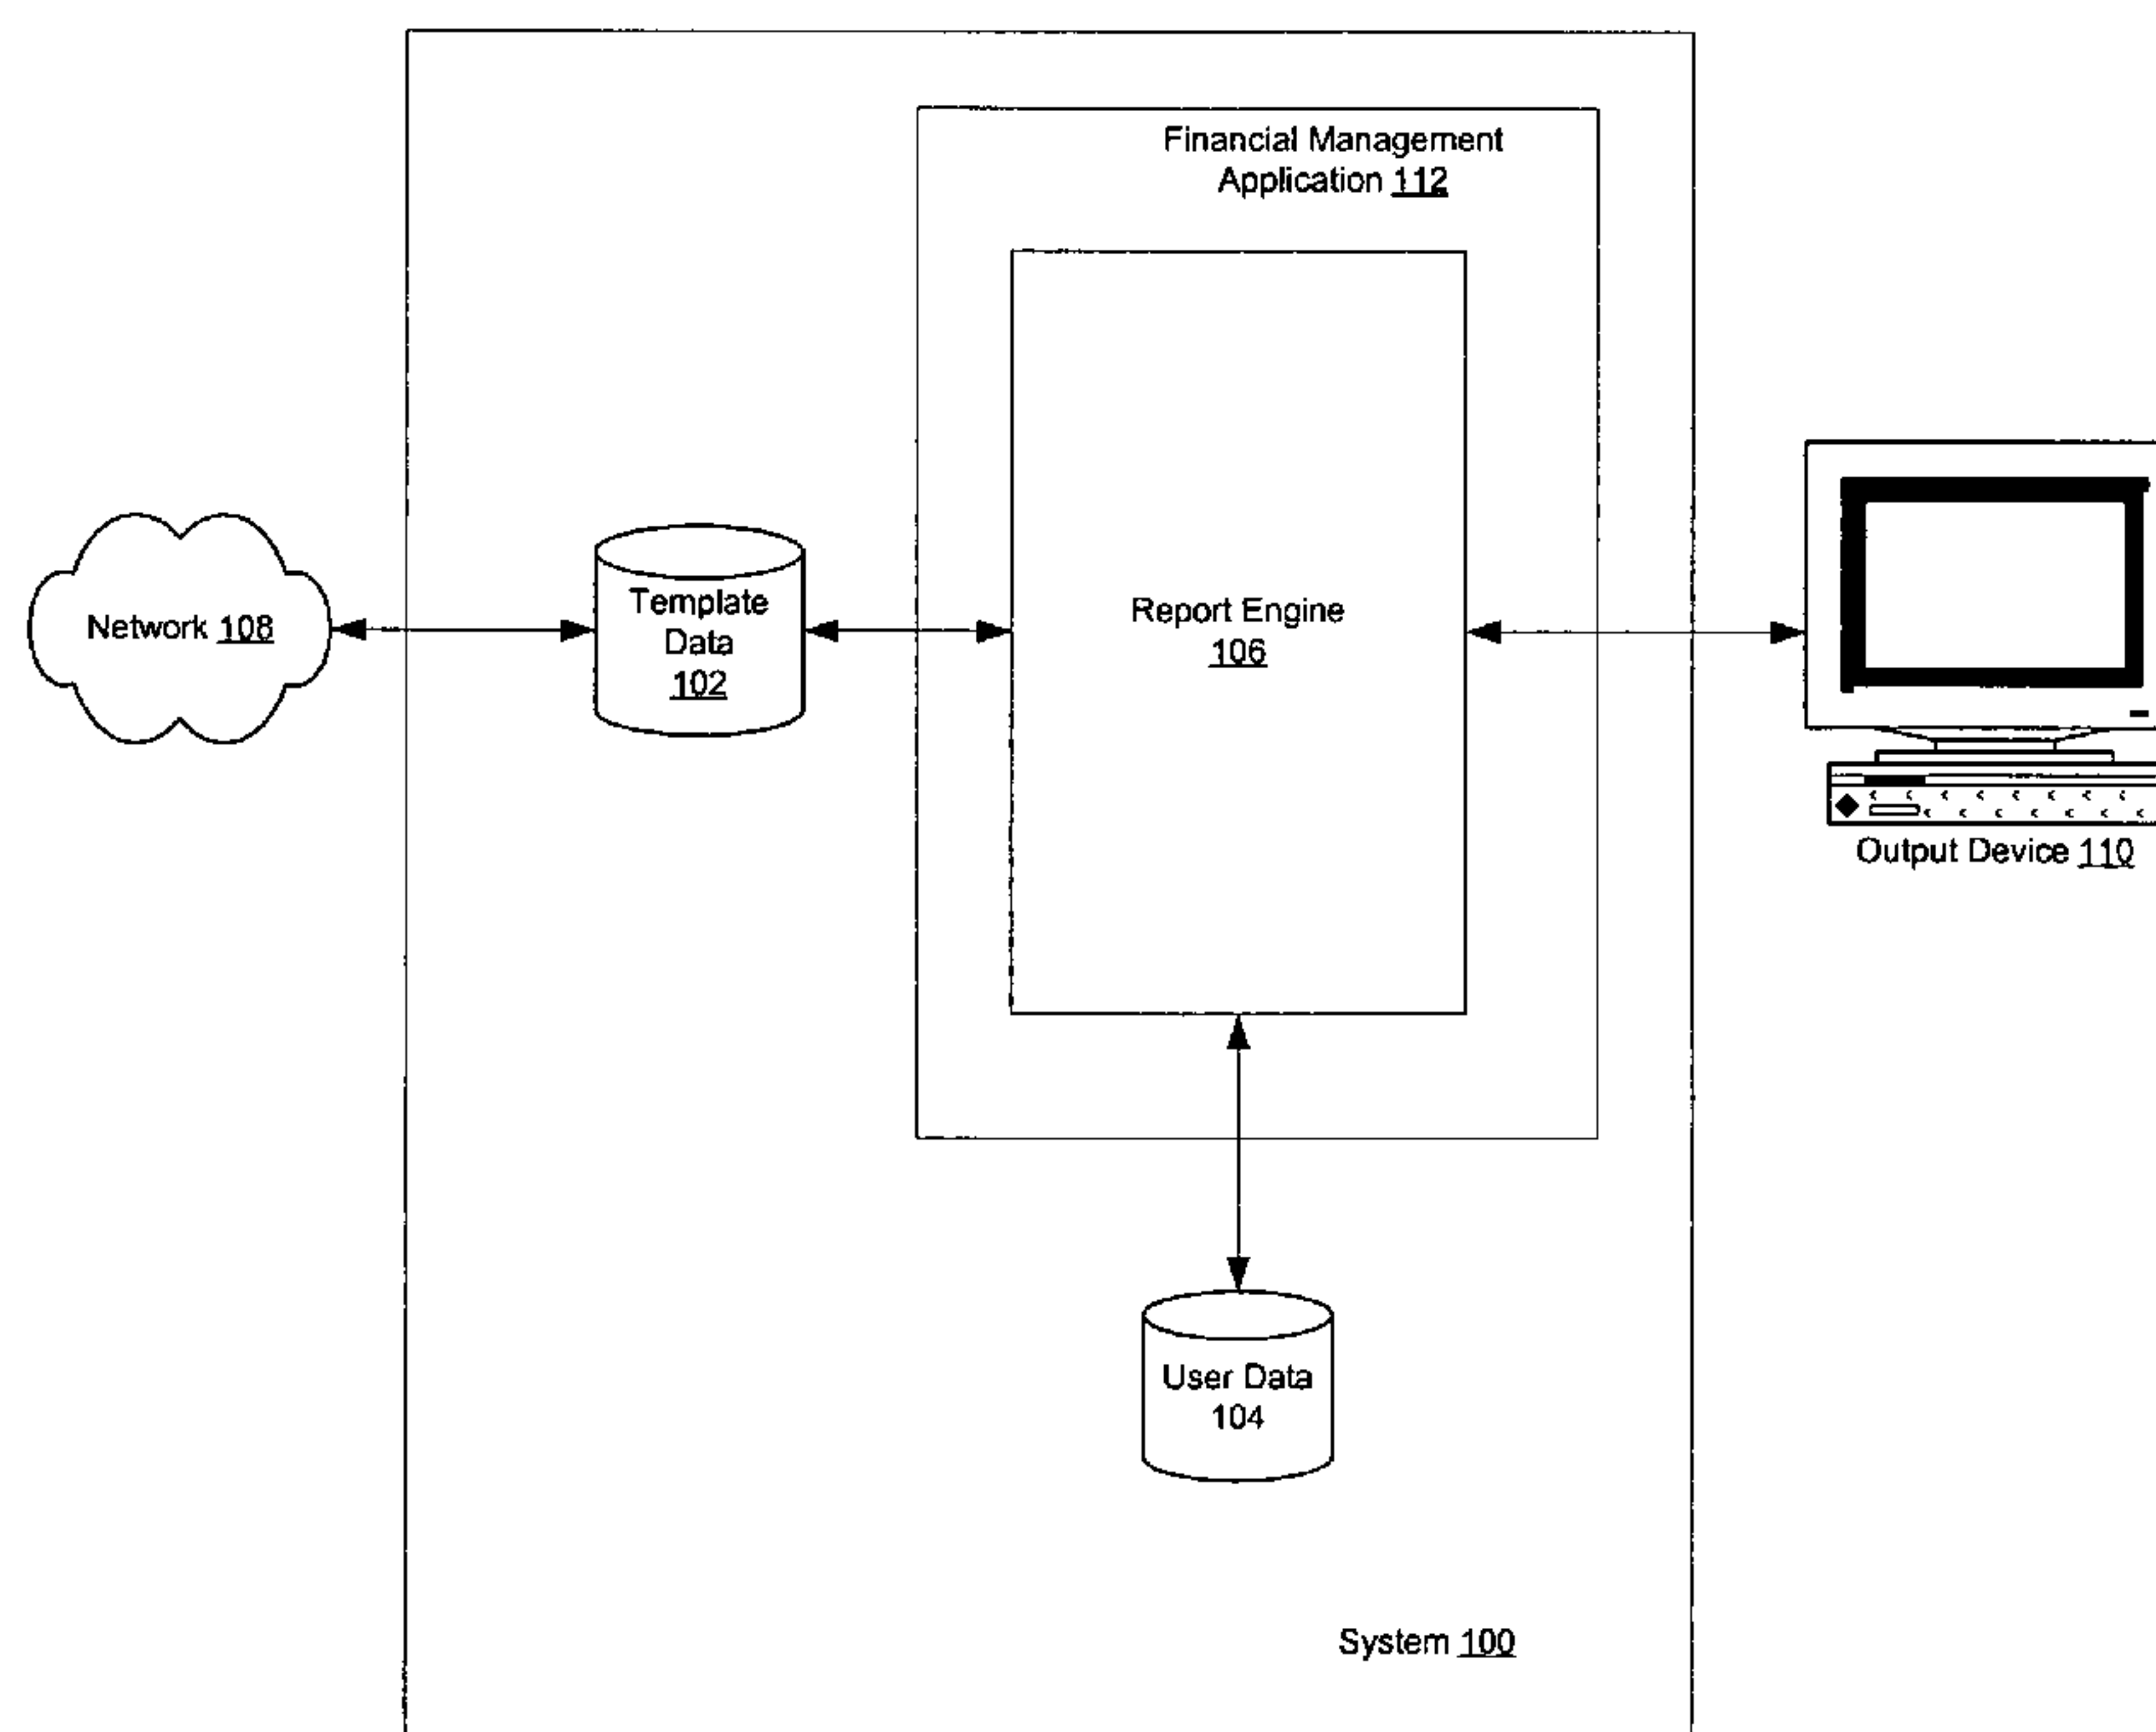 Financial Management
Application 112
Network 108
Template
Data
102
Report Engine
106
Output Device 110
User Data
104
System 100